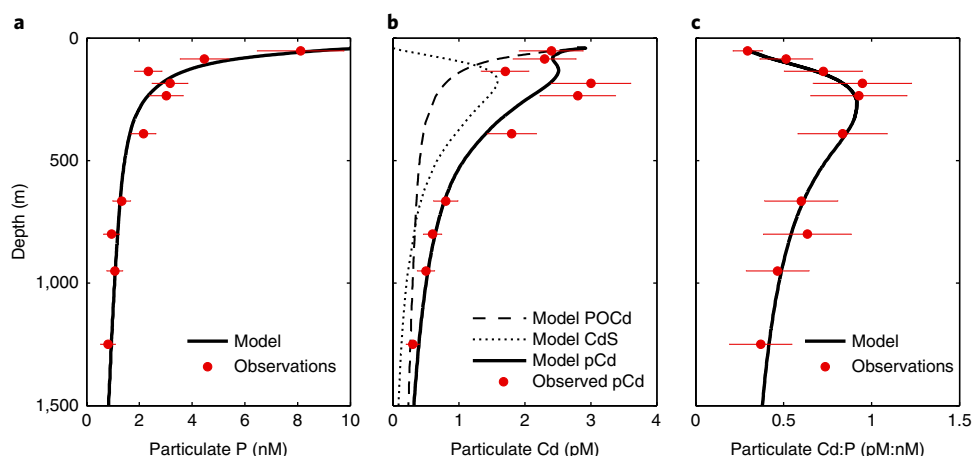 a
b
c
0
500
1,000
1,500
Depth (m)
Model
Observations
0 2 4 6 8 10
Particulate P (nM)
Model POCd
Model CdS
Model pCd
Observed pCd
0 1 2 3 4
Particulate Cd (pM)
Model
Observations
0 0.5 1 1.5
Particulate Cd:P (pM:nM)